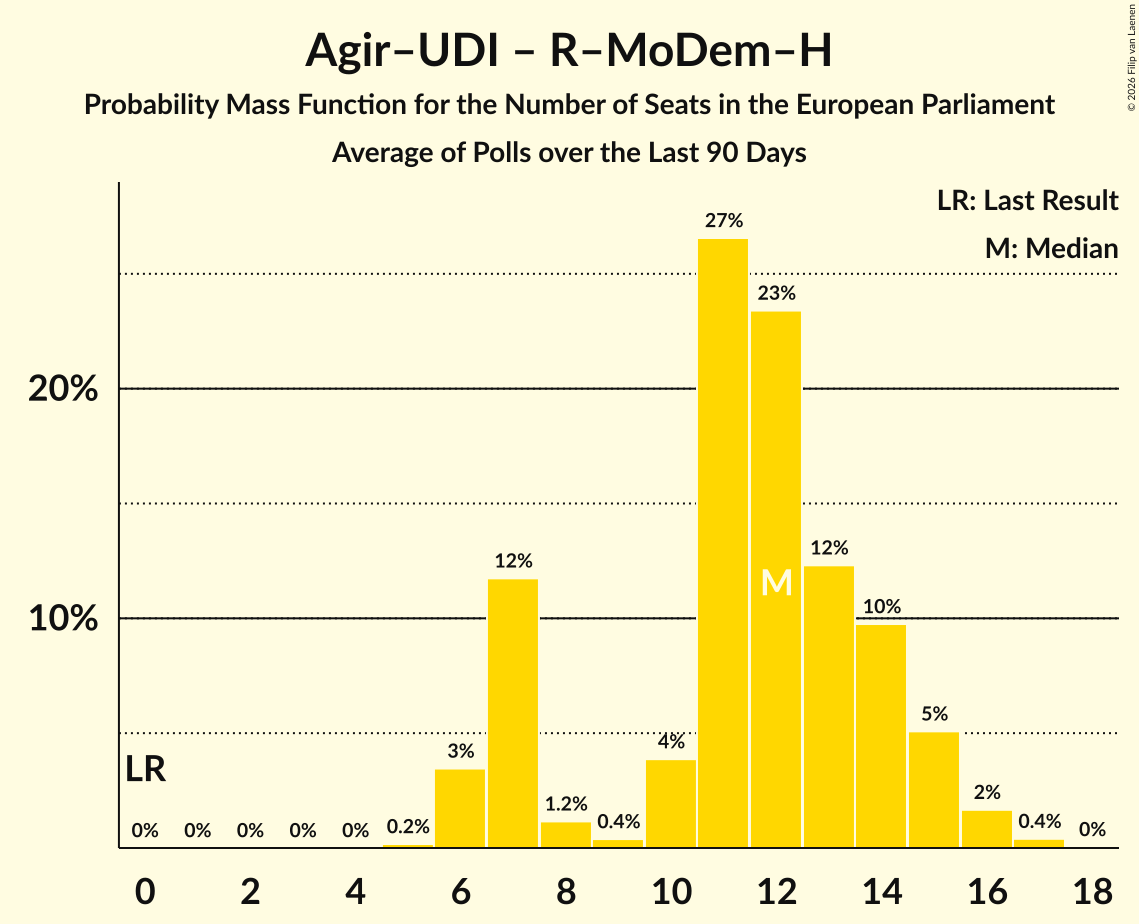 Agir–UDI – R–MoDem–H
Probability Mass Function for the Number of Seats in the European Parliament
Average of Polls over the Last 90 Days
© 2026 Filip van Laenen
LR: Last Result
M: Median
27%
23%
20%
12%
12%
M
10%
10%
5%
4%
3%
LR
2%
1.2%
0.4%
0.4%
0.2%
0% 0% 0% 0% 0% 0%
0 2 4 6 8 10 12 14 16 18